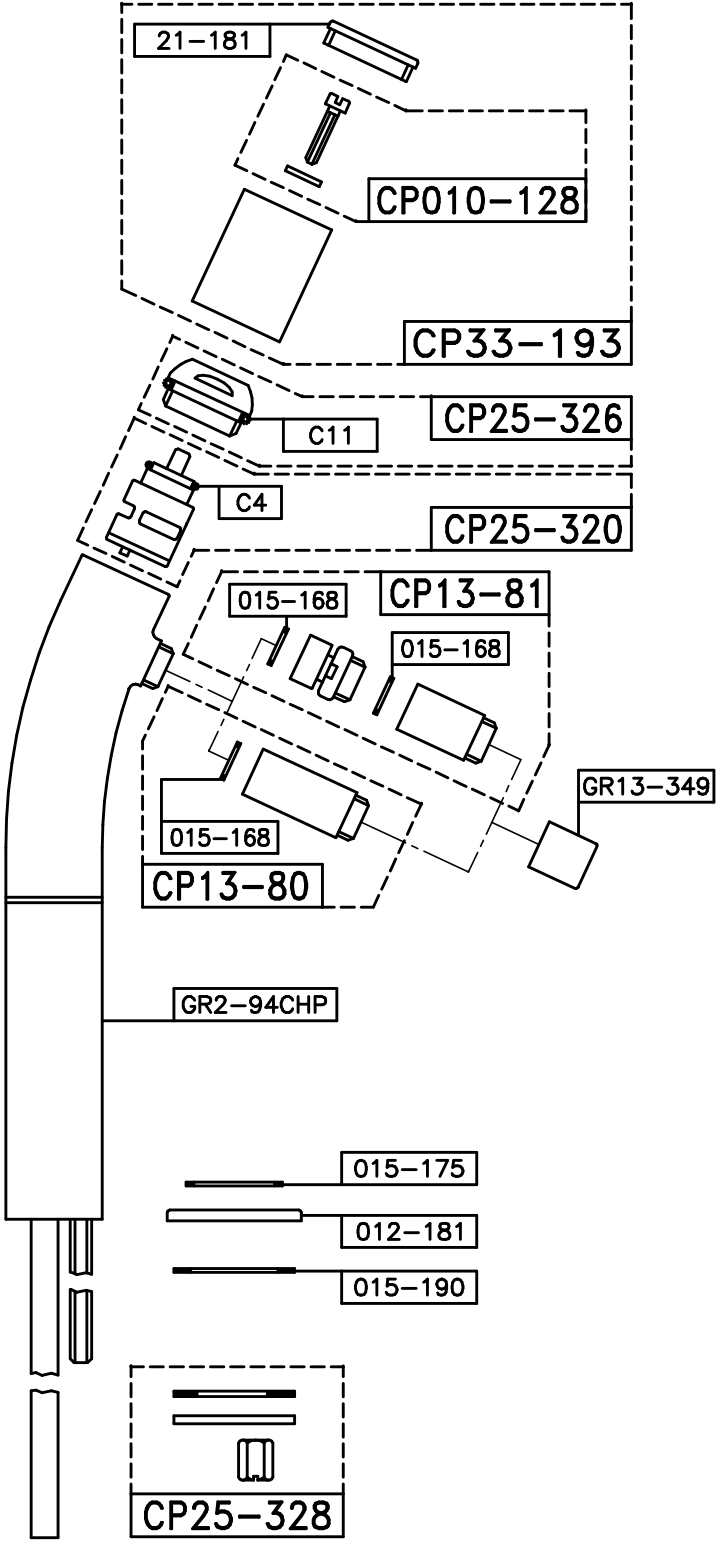 21-181
CP010-128
CP33-193
CP25-326
C11
C4
CP25-320
CP13-81
015-168
015-168
GR13-349
015-168
CP13-80
GR2-94CHP
015-175
012-181
015-190
CP25-328